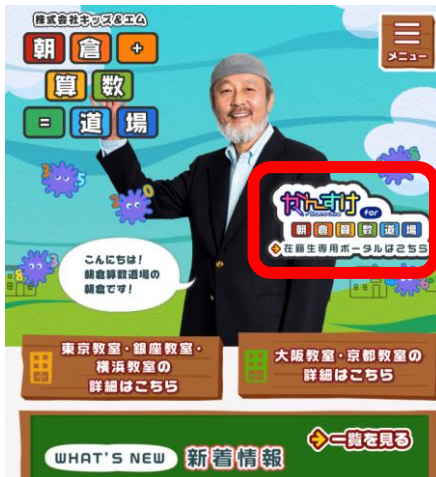 株式会社キッズ&エム
朝倉+
算数
=道場
メニュー
かんすけ for
朝倉算数道場
在籍生専用ポータルはこちら
こんにちは!
朝倉算数道場の
朝倉です!
東京教室・銀座教室・
横浜教室の
詳細はこちら
大阪教室・京都教室の
詳細はこちら
WHAT'S NEW 新着情報
一覧を見る